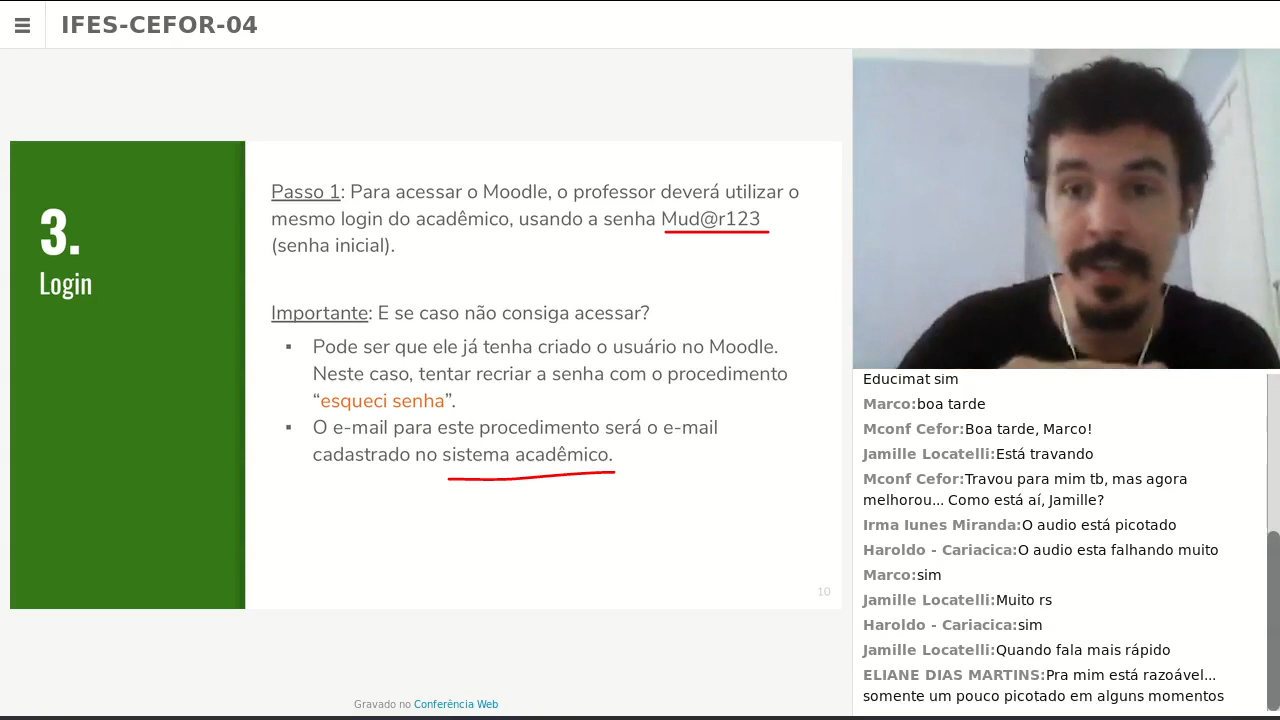 IFES-CEFOR-04
3.
Login
Passo 1: Para acessar o Moodle, o professor deverá utilizar o
mesmo login do acadêmico, usando a senha Mud@r123
(senha inicial).
Importante: E se caso não consiga acessar?
▪ Pode ser que ele já tenha criado o usuário no Moodle.
Neste caso, tentar recriar a senha com o procedimento
“esqueci senha”.
▪ O e-mail para este procedimento será o e-mail
cadastrado no sistema acadêmico.
10
Gravado no Conferência Web
Educimat sim
Marco:boa tarde
Mconf Cefor:Boa tarde, Marco!
Jamille Locatelli:Está travando
Mconf Cefor:Travou para mim tb, mas agora
melhorou... Como está aí, Jamille?
Irma Iunes Miranda:O audio está picotado
Haroldo - Cariacica:O audio esta falhando muito
Marco:sim
Jamille Locatelli:Muito rs
Haroldo - Cariacica:sim
Jamille Locatelli:Quando fala mais rápido
ELIANE DIAS MARTINS:Pra mim está razoável...
somente um pouco picotado em alguns momentos